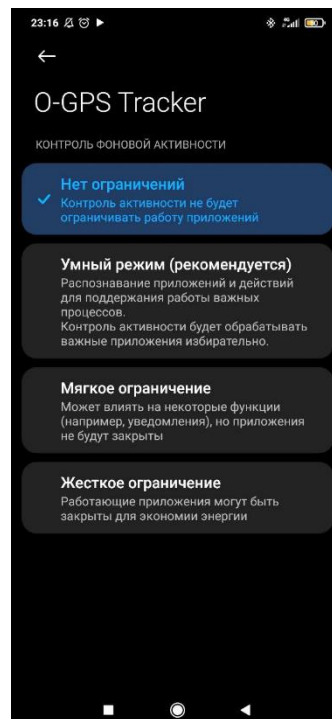 23:16
O-GPS Tracker
КОНТРОЛЬ ФОНОВОЙ АКТИВНОСТИ
Нет ограничений
Контроль активности не будет
ограничивать работу приложений
Умный режим (рекомендуется)
Распознавание приложений и действий
для поддержания работы важных
процессов.
Контроль активности будет обрабатывать
важные приложения избирательно.
Мягкое ограничение
Может влиять на некоторые функции
(например, уведомления), но приложения
не будут закрыты
Жесткое ограничение
Работающие приложения могут быть
закрыты для экономии энергии